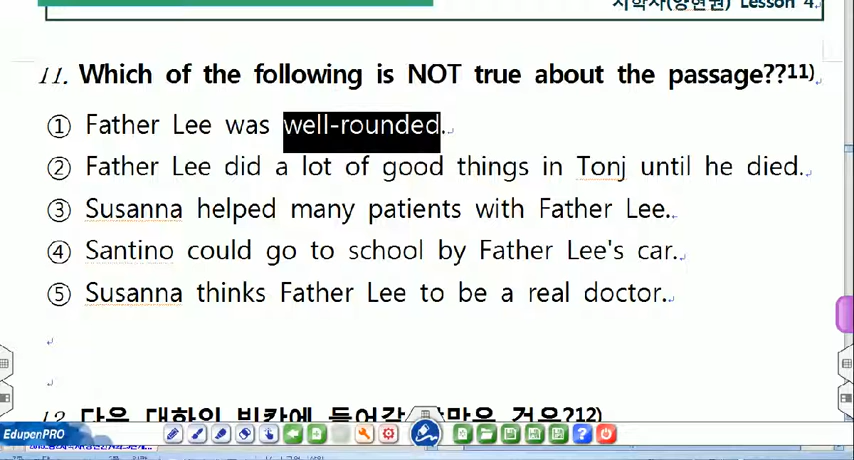 지학사(양현권) Lesson 4.
11. Which of the following is NOT true about the passage??11)
① Father Lee was well-rounded.
② Father Lee did a lot of good things in Tonj until he died.
③ Susanna helped many patients with Father Lee.
④ Santino could go to school by Father Lee's car.
⑤ Susanna thinks Father Lee to be a real doctor.
12. 다음 대화의 빈칸에 들어갈 알맞은 것은?12)
EduponPRO